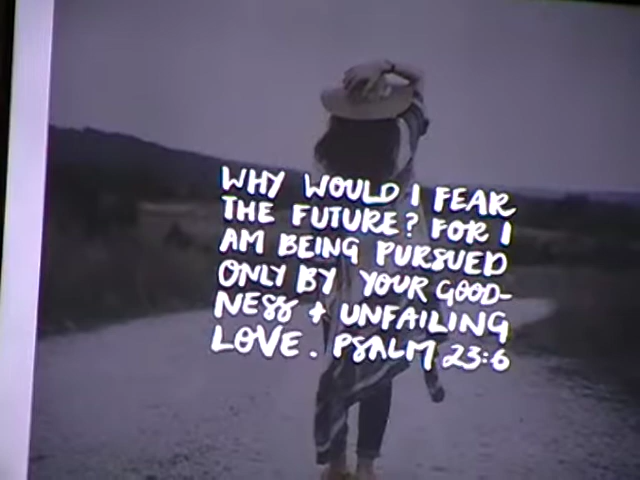 WHY WOULD I FEAR
THE FUTURE? FOR I
AM BEING PURSUED
ONLY BY YOUR GOOD-
NESS + UNFAILING
LOVE. PSALM 23:6